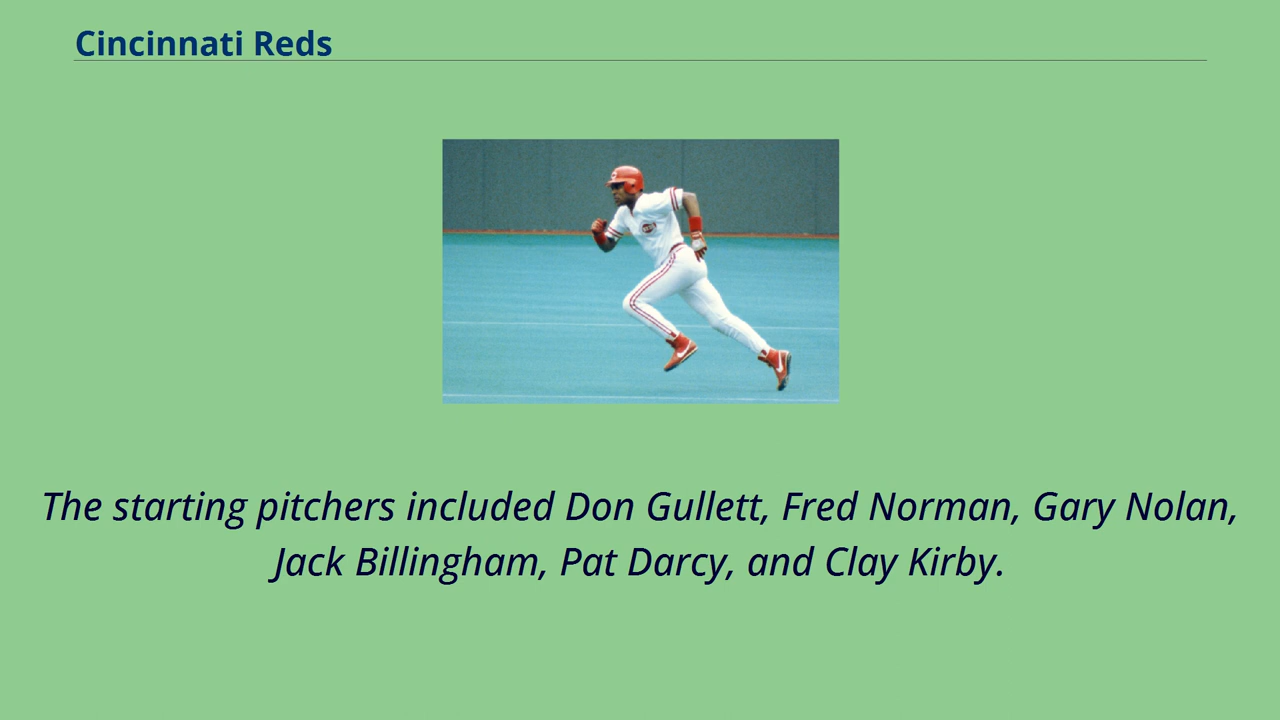 Cincinnati Reds
The starting pitchers included Don Gullett, Fred Norman, Gary Nolan,
Jack Billingham, Pat Darcy, and Clay Kirby.